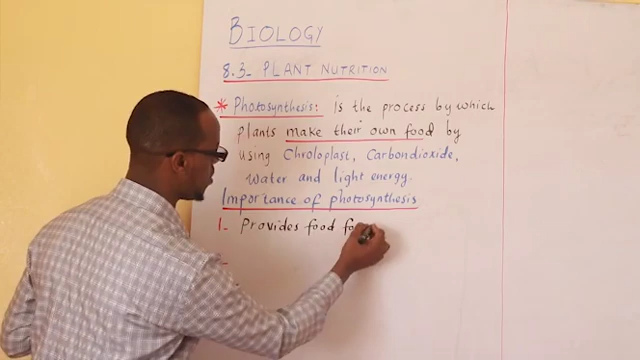 BIOLOGY
8.3- PLANT NUTRITION
* Photosynthesis: is the process by which
plants make their own food by
using Chroloplast, Carbondioxide,
water and light energy.
Importance of photosynthesis
1- Provides food fo